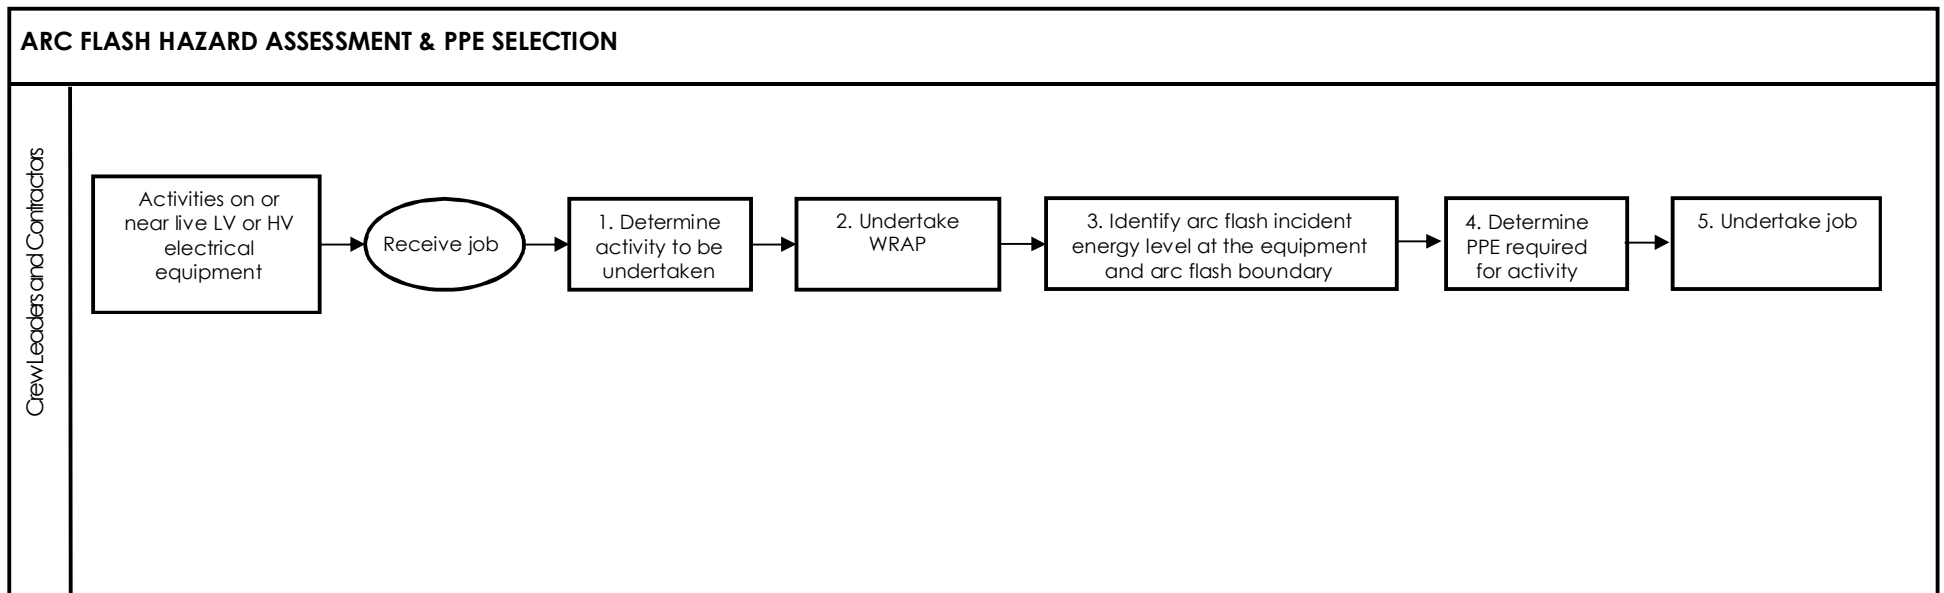 ARC FLASH HAZARD ASSESSMENT & PPE SELECTION
Crew Leaders and Contractors
Activities on or
near live LV or HV
electrical
equipment
Receive job
1. Determine
activity to be
undertaken
2. Undertake
WRAP
3. Identify arc flash incident
energy level at the equipment
and arc flash boundary
4. Determine
PPE required
for activity
5. Undertake job